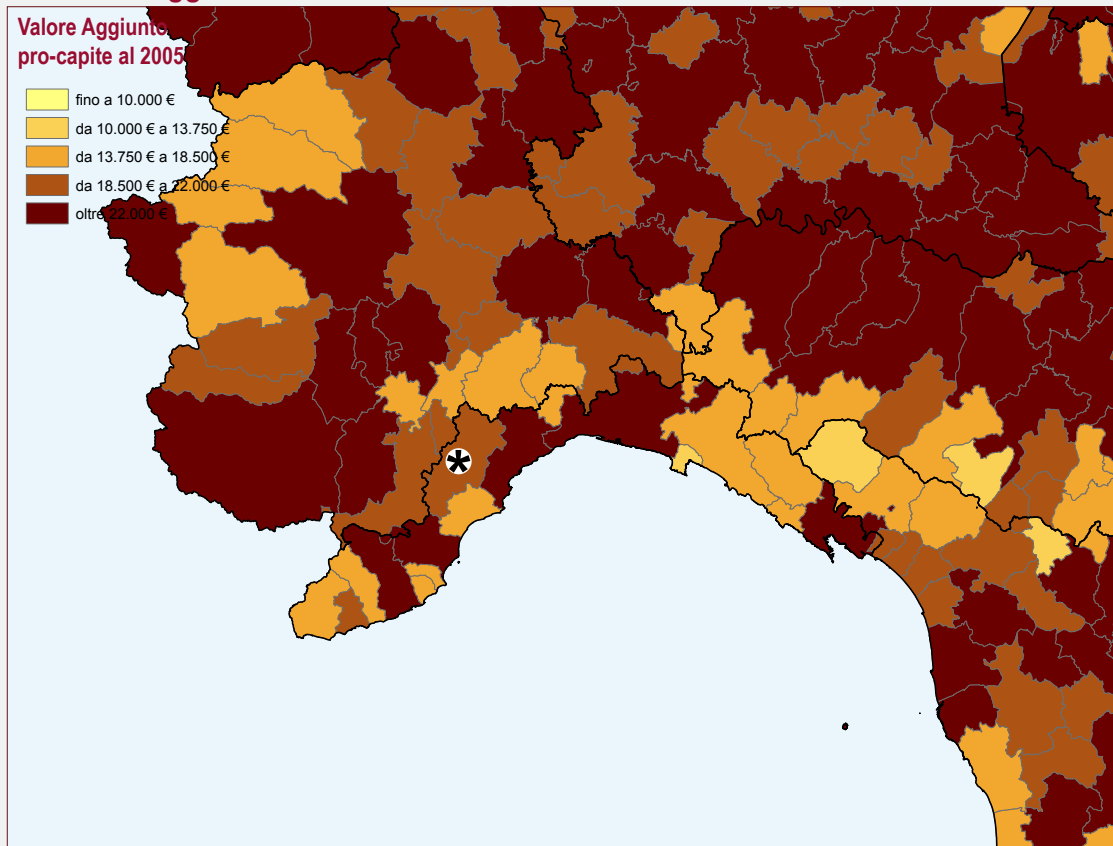 Valore Aggiunto
pro-capite al 2005
fino a 10.000 €
da 10.000 € a 13.750 €
da 13.750 € a 18.500 €
da 18.500 € a 22.000 €
oltre 22.000 €
*